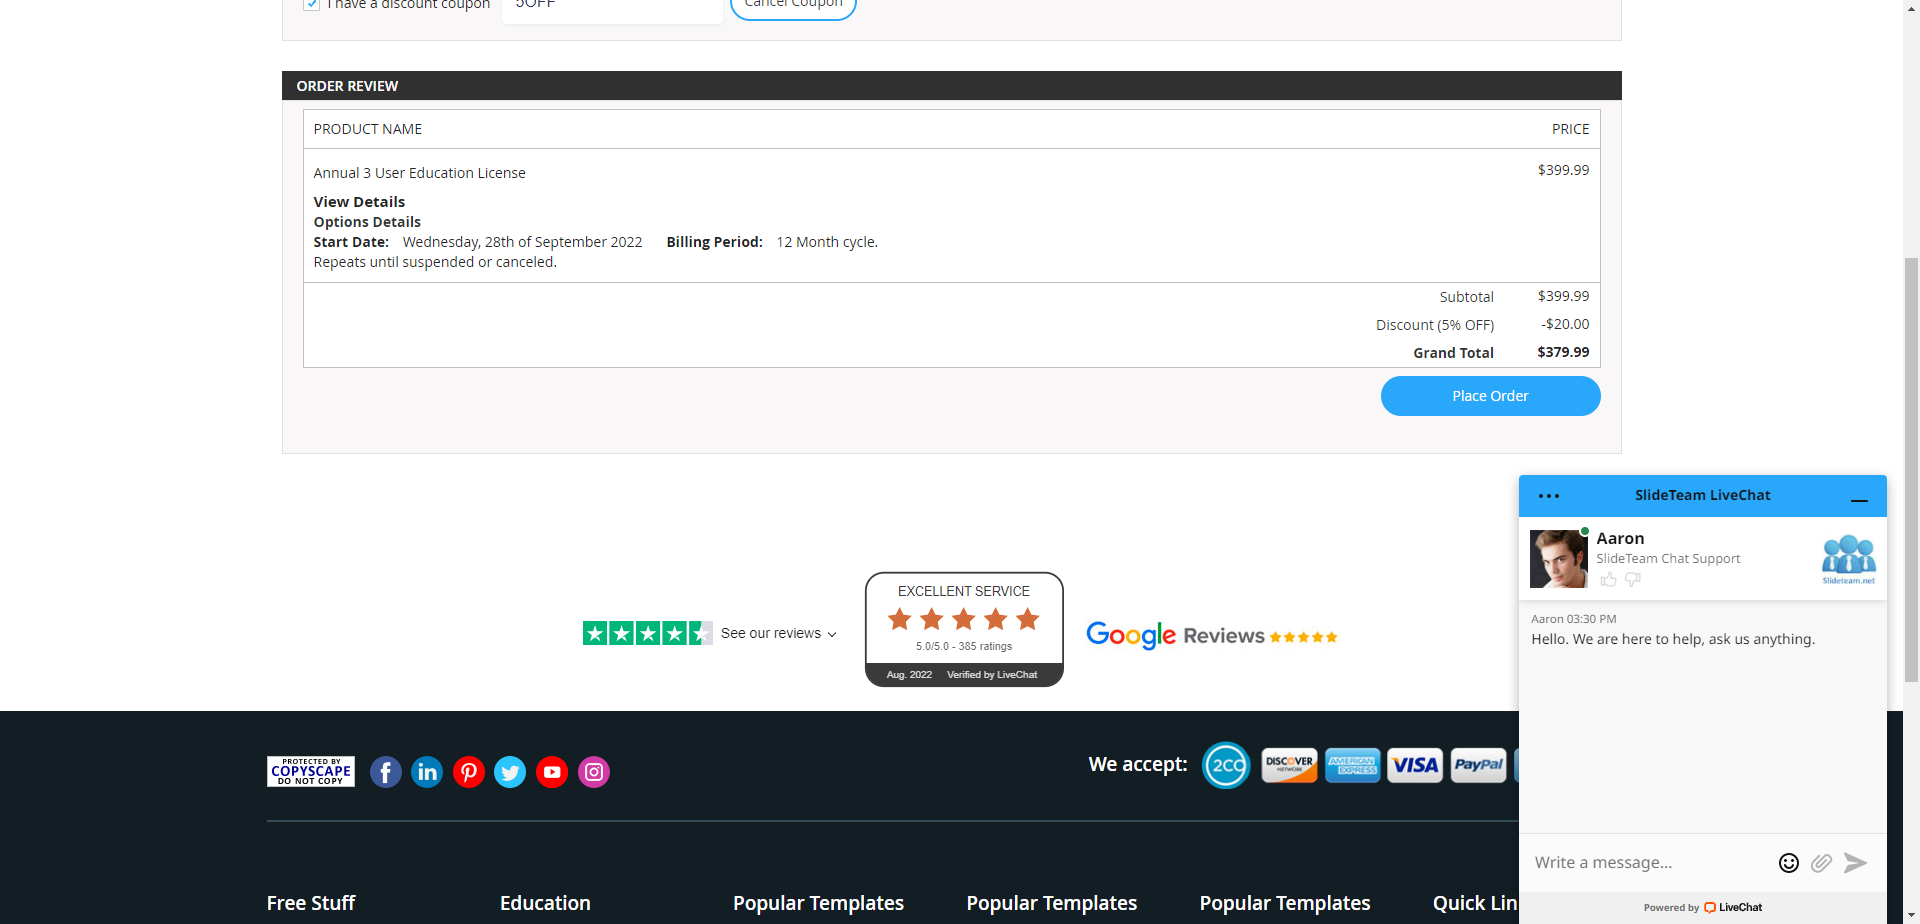 I have a discount coupon 5OFF Cancel Coupon
ORDER REVIEW
PRODUCT NAME PRICE
Annual 3 User Education License $399.99
View Details
Options Details
Start Date: Wednesday, 28th of September 2022 Billing Period: 12 Month cycle.
Repeats until suspended or canceled.
Subtotal $399.99
Discount (5% OFF) -$20.00
Grand Total $379.99
Place Order
SlideTeam LiveChat
Aaron
SlideTeam Chat Support
Slideteam.net
Aaron 03:30 PM
Hello. We are here to help, ask us anything.
Write a message...
Powered by LiveChat
See our reviews
EXCELLENT SERVICE
5.0/5.0 - 385 ratings
Aug. 2022 Verified by LiveChat
Google Reviews
PROTECTED BY
COPYSCAPE
DO NOT COPY
We accept: 2CO DISCOVER NETWORK AMERICAN EXPRESS VISA PayPal
Free Stuff Education Popular Templates Popular Templates Popular Templates Quick Lin